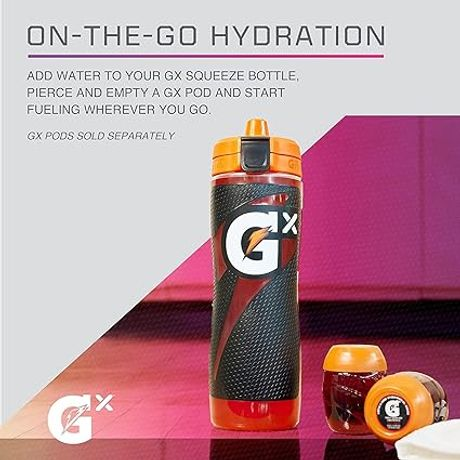 ON-THE-GO HYDRATION
ADD WATER TO YOUR GX SQUEEZE BOTTLE,
PIERCE AND EMPTY A GX POD AND START
FUELING WHEREVER YOU GO.
GX PODS SOLD SEPARATELY
Gx
G
Gx